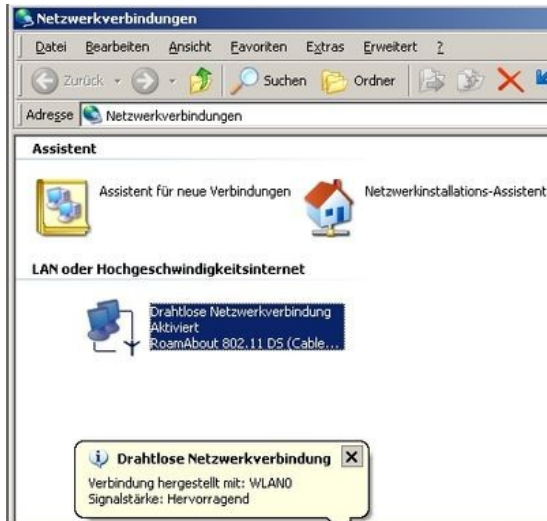 Netzwerkverbindungen
Datei Bearbeiten Ansicht Favoriten Extras Erweitert ?
Zurück Suchen Ordner
Adresse Netzwerkverbindungen
Assistent
Assistent für neue Verbindungen Netzwerkinstallations-Assistent
LAN oder Hochgeschwindigkeitsinternet
Drahtlose Netzwerkverbindung
Aktiviert
RoamAbout 802.11 DS (Cable...
Drahtlose Netzwerkverbindung
Verbindung hergestellt mit: WLAN0
Signalstärke: Hervorragend